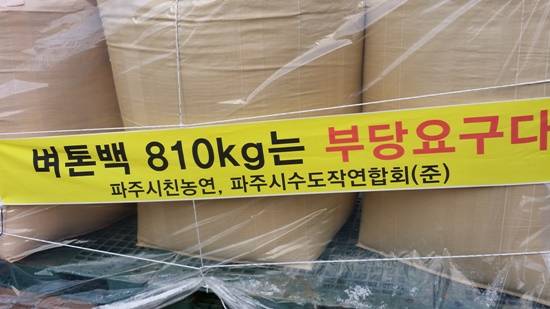 벼톤백 810kg는 부당요구다
파주시친농연, 파주시수도작연합회(준)